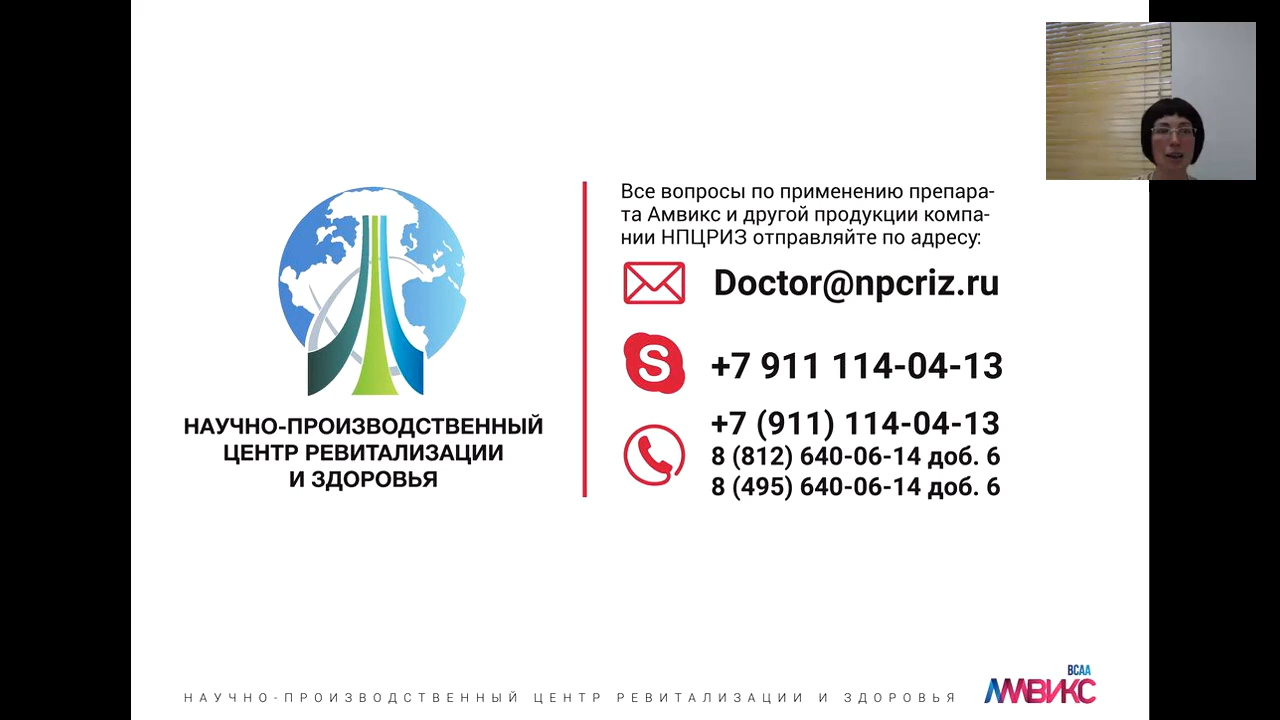 Все вопросы по применению препара-
та Амвикс и другой продукции компа-
нии НПЦРИЗ отправляйте по адресу:
Doctor@npcriz.ru
S
+7 911 114-04-13
+7 (911) 114-04-13
8 (812) 640-06-14 доб. 6
8 (495) 640-06-14 доб. 6
НАУЧНО-ПРОИЗВОДСТВЕННЫЙ
ЦЕНТР РЕВИТАЛИЗАЦИИ
И ЗДОРОВЬЯ
НАУЧНО-ПРОИЗВОДСТВЕННЫЙ ЦЕНТР РЕВИТАЛИЗАЦИИ И ЗДОРОВЬЯ
BCAA
АМВИКС